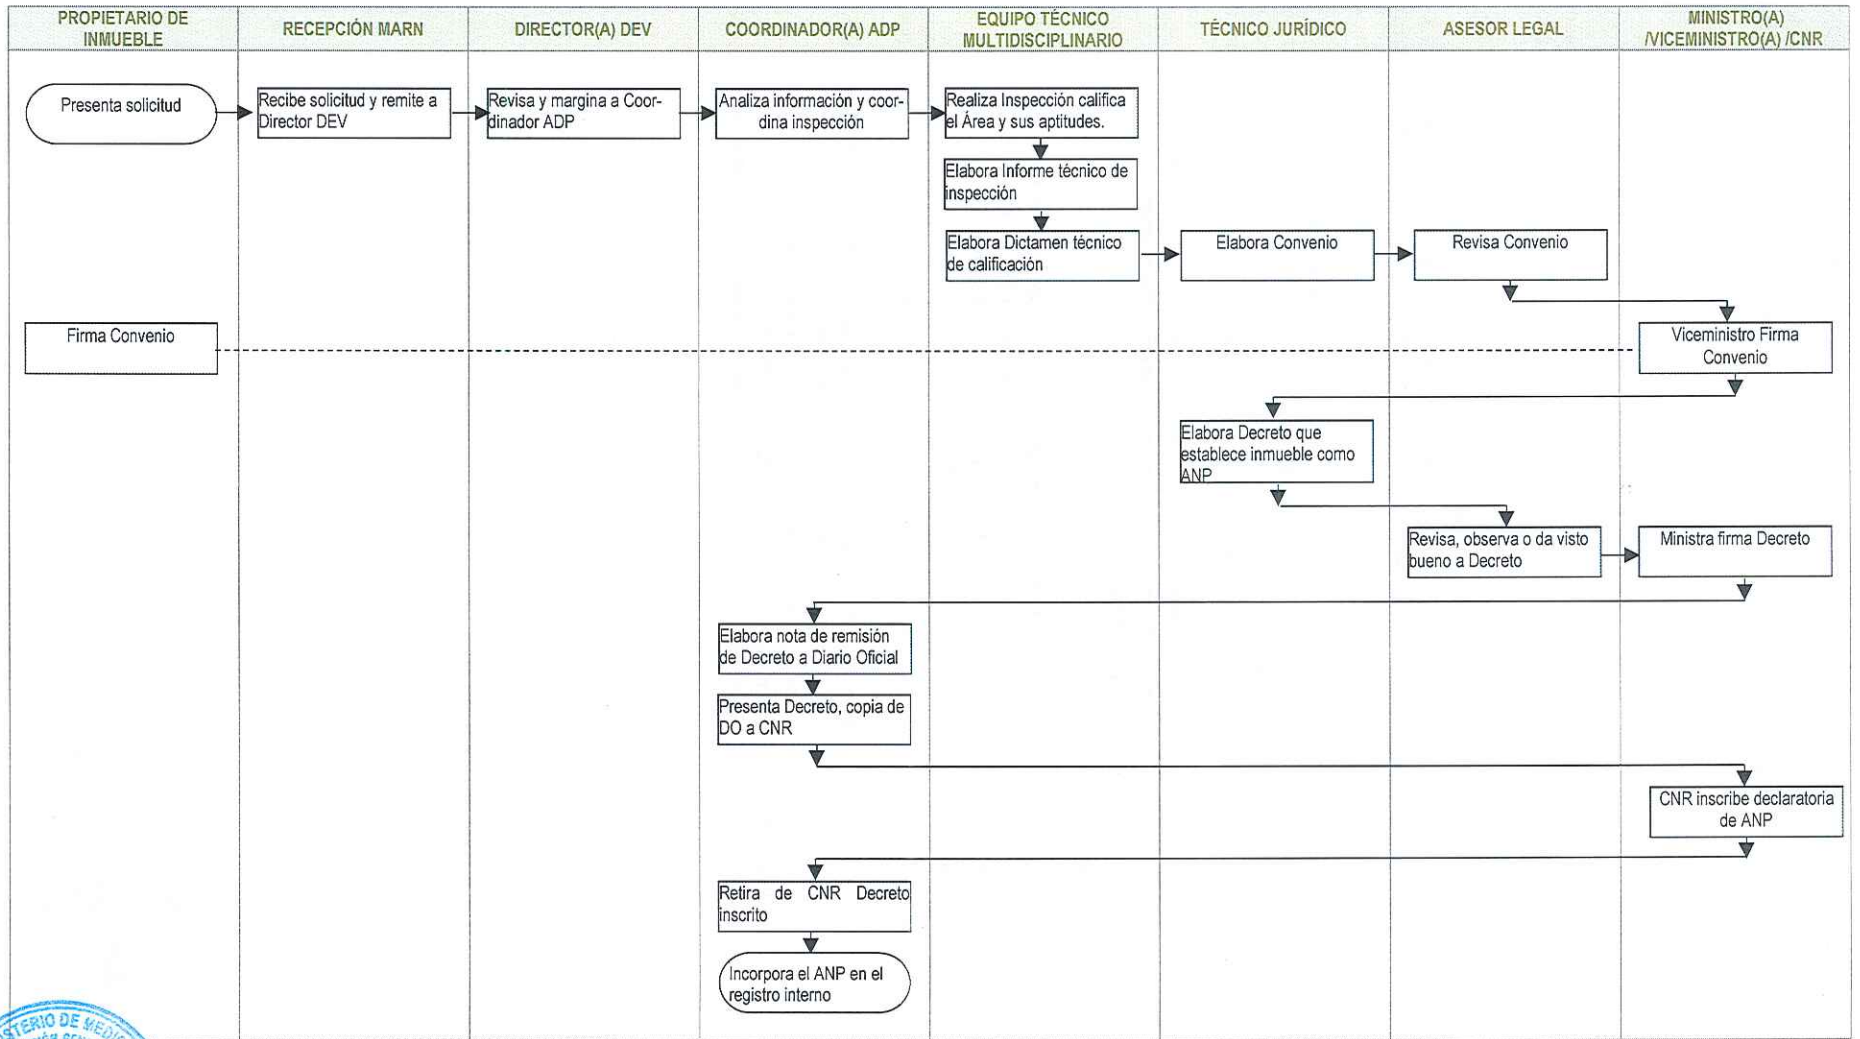 PROPIETARIO DE
INMUEBLE
RECEPCIÓN MARN
DIRECTOR(A) DEV
COORDINADOR(A) ADP
EQUIPO TÉCNICO
MULTIDISCIPLINARIO
TÉCNICO JURÍDICO
ASESOR LEGAL
MINISTRO(A)
/VICEMINISTRO(A) /CNR
Presenta solicitud
Recibe solicitud y remite a
Director DEV
Revisa y margina a Coor-
dinador ADP
Analiza información y coor-
dina inspección
Realiza Inspección califica
el Área y sus aptitudes.
Elabora Informe técnico de
inspección
Elabora Dictamen técnico
de calificación
Elabora Convenio
Revisa Convenio
Firma Convenio
Viceministro Firma
Convenio
Elabora Decreto que
establece inmueble como
ANP
Revisa, observa o da visto
bueno a Decreto
Ministra firma Decreto
Elabora nota de remisión
de Decreto a Diario Oficial
Presenta Decreto, copia de
DO a CNR
CNR inscribe declaratoria
de ANP
Retira de CNR Decreto
inscrito
Incorpora el ANP en el
registro interno